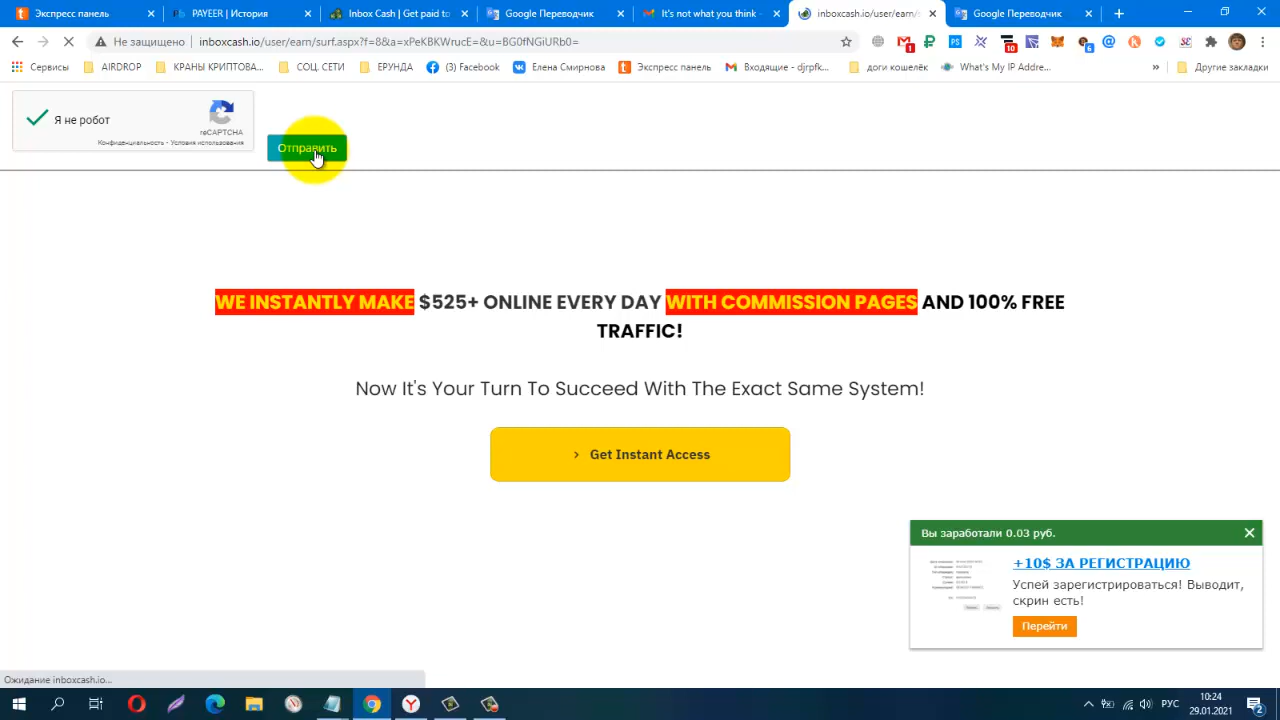 Экспресс панель
PAYEER | История
Inbox Cash | Get paid to
Google Переводчик
It's not what you think -
inboxcash.io/user/earn/s
Google Переводчик
Не защищено
inboxcash.io/user/earn/surf.aspx?f=8&a=xPeKBKWrucE=&u=BG0fNGiURb0=
1
10
6
Сервисы
AIRDROP
КРАНЫ КРИПТОВА...
СОЦ СЕТИ
ЕРУНДА
(3) Facebook
Елена Смирнова
Экспресс панель
Входящие - djrpfk...
доги кошелёк
What's My IP Addre...
»
Другие закладки
Я не робот
reCAPTCHA
Конфиденциальность - Условия использования
Отправить
WE INSTANTLY MAKE $525+ ONLINE EVERY DAY WITH COMMISSION PAGES AND 100% FREE
TRAFFIC!
Now It's Your Turn To Succeed With The Exact Same System!
› Get Instant Access
Вы заработали 0.03 руб.
+10$ ЗА РЕГИСТРАЦИЮ
Успей зарегистрироваться! Выводит,
скрин есть!
Перейти
Ожидание inboxcash.io...
РУС
10:24
29.01.2021
2